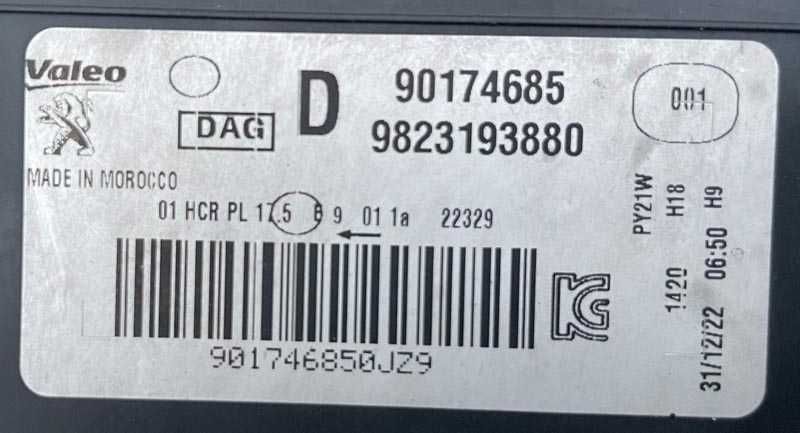 Valeo
DAG
D
90174685
9823193880
001
MADE IN MOROCCO
01 HCR PL 17.5 E 9 01 1a 22329
901746850JZ9
PY21W
H18 H9
1420
31/12/22 06:50